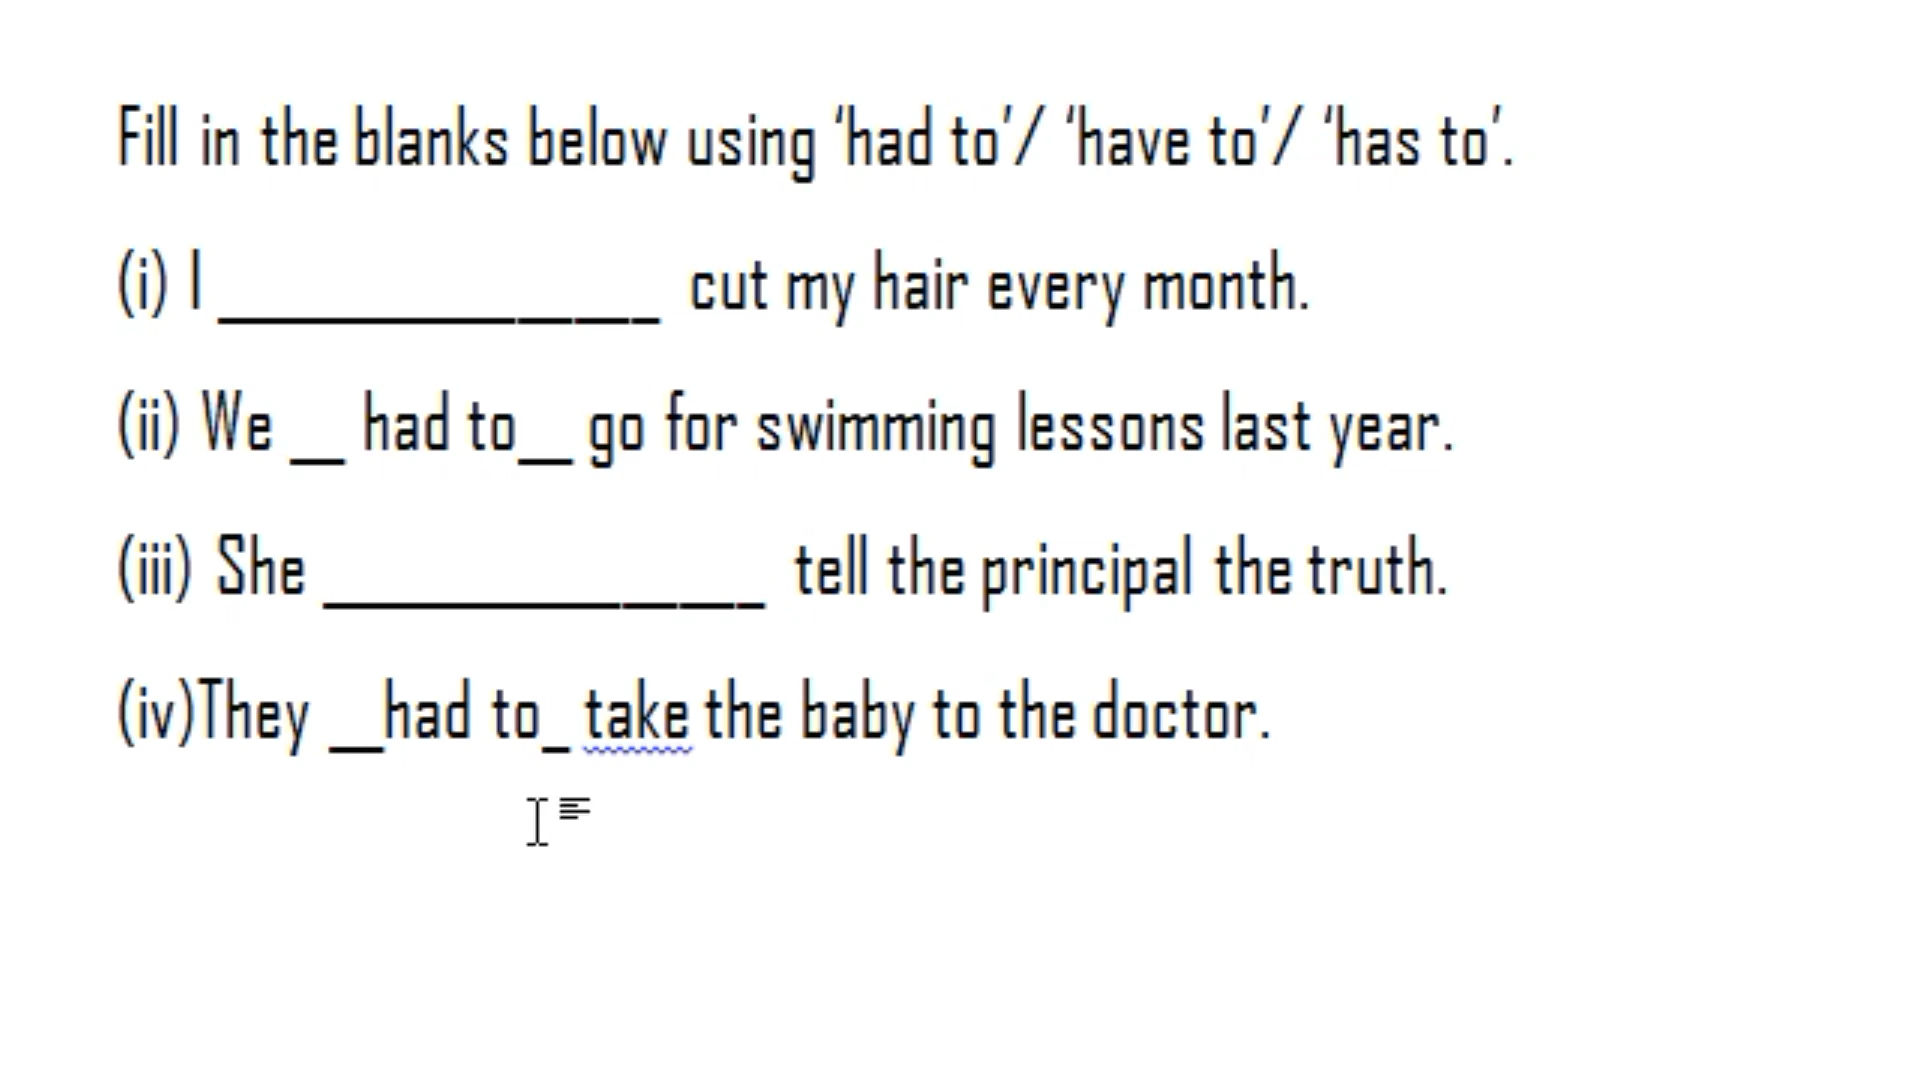 Fill in the blanks below using ‘had to’/ ‘have to’/ ‘has to’.
(i) I ________________ cut my hair every month.
(ii) We __ had to__ go for swimming lessons last year.
(iii) She ________________ tell the principal the truth.
(iv)They __had to_ take the baby to the doctor.